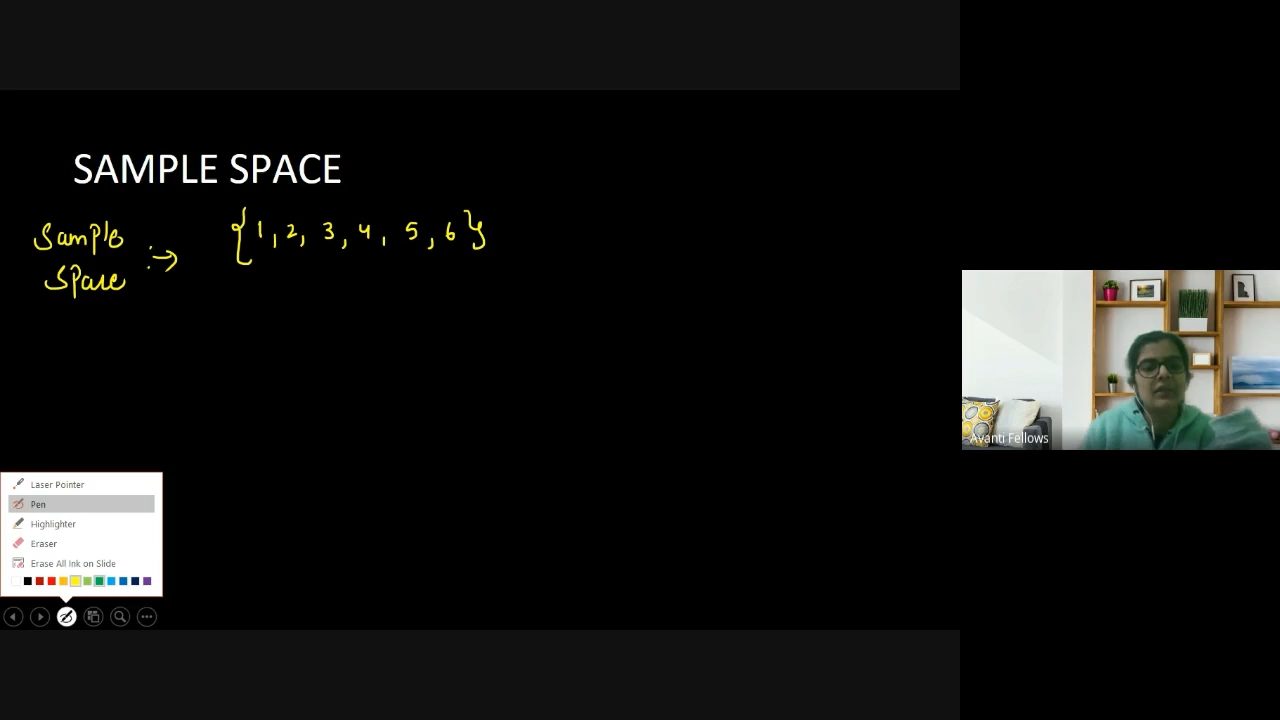 SAMPLE SPACE
Sample
Space :→ {1, 2, 3, 4, 5, 6}
Avanti Fellows
Laser Pointer
Pen
Highlighter
Eraser
Erase All Ink on Slide